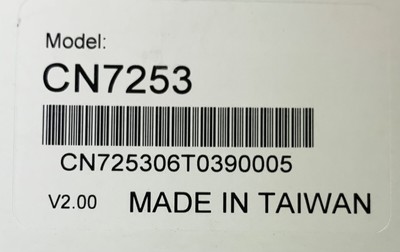 Model:
CN7253
CN725306T0390005
V2.00 MADE IN TAIWAN